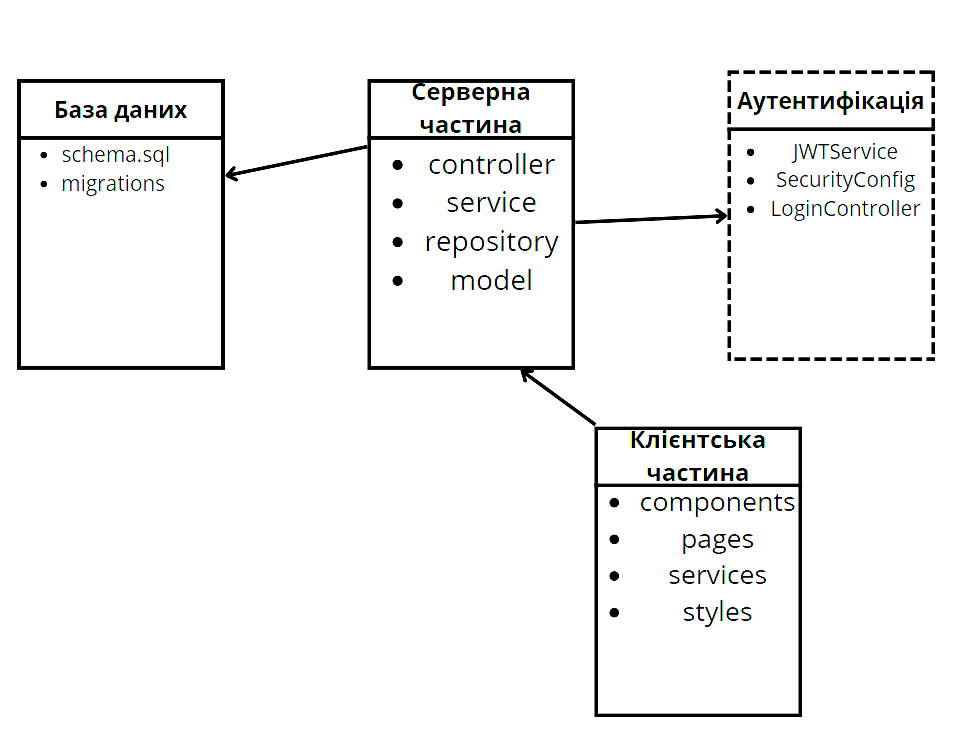 База даних
• schema.sql
• migrations
Серверна
частина
• controller
• service
• repository
• model
Аутентифікація
• JWTService
• SecurityConfig
• LoginController
Клієнтська
частина
• components
• pages
• services
• styles